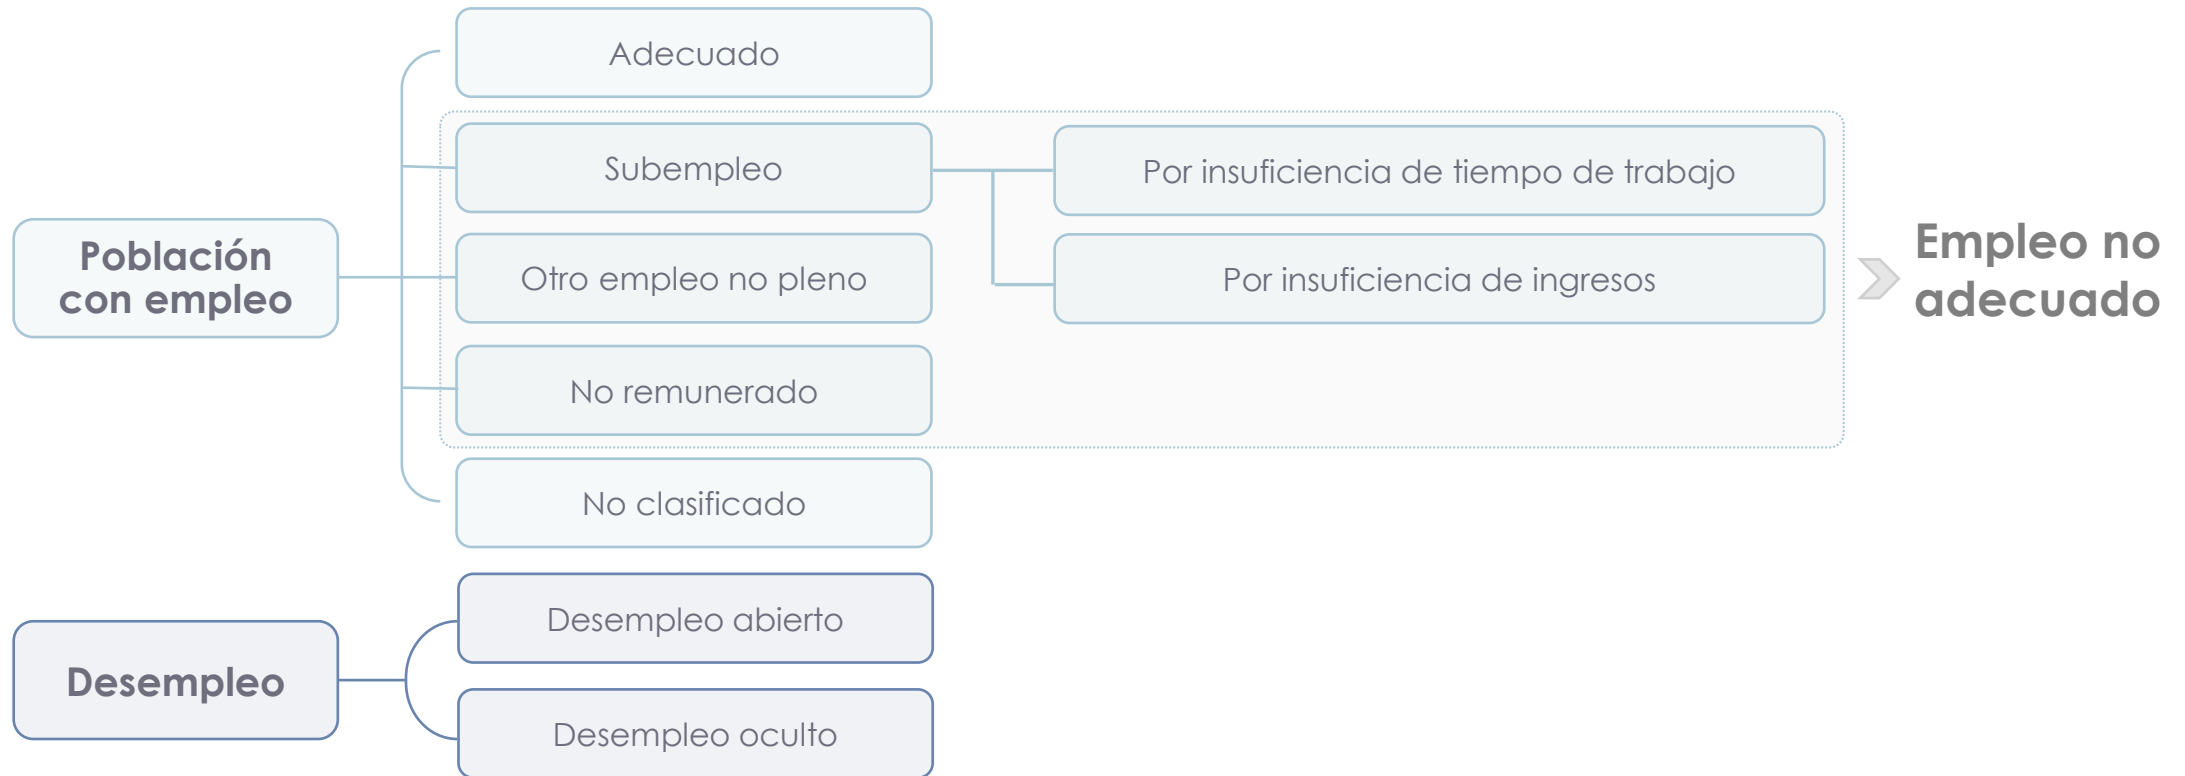 Adecuado
Subempleo
Por insuficiencia de tiempo de trabajo
Población
con empleo
Otro empleo no pleno
Por insuficiencia de ingresos
Empleo no
adecuado
No remunerado
No clasificado
Desempleo
Desempleo abierto
Desempleo oculto